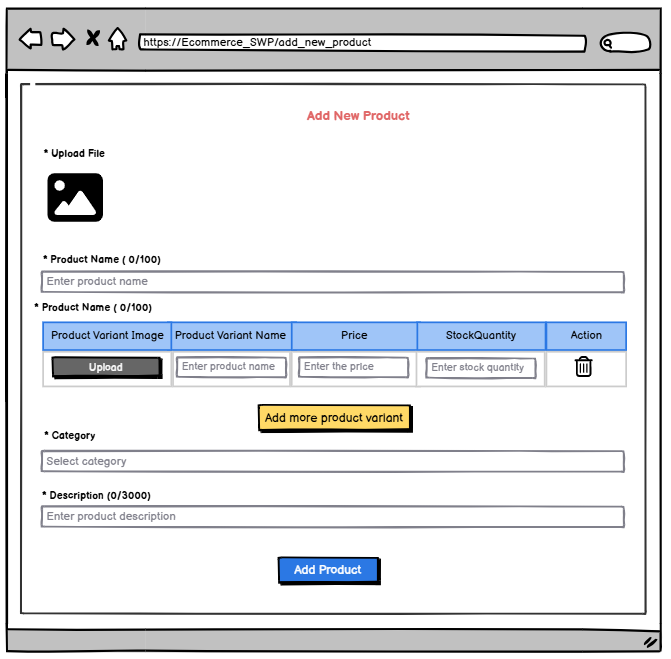 https://Ecommerce_SWP/add_new_product
Add New Product
* Upload File
* Product Name ( 0/100)
Enter product name
* Product Name ( 0/100)
Product Variant Image Product Variant Name Price StockQuantity Action
Upload Enter product name Enter the price Enter stock quantity
Add more product variant
* Category
Select category
* Description (0/3000)
Enter product description
Add Product